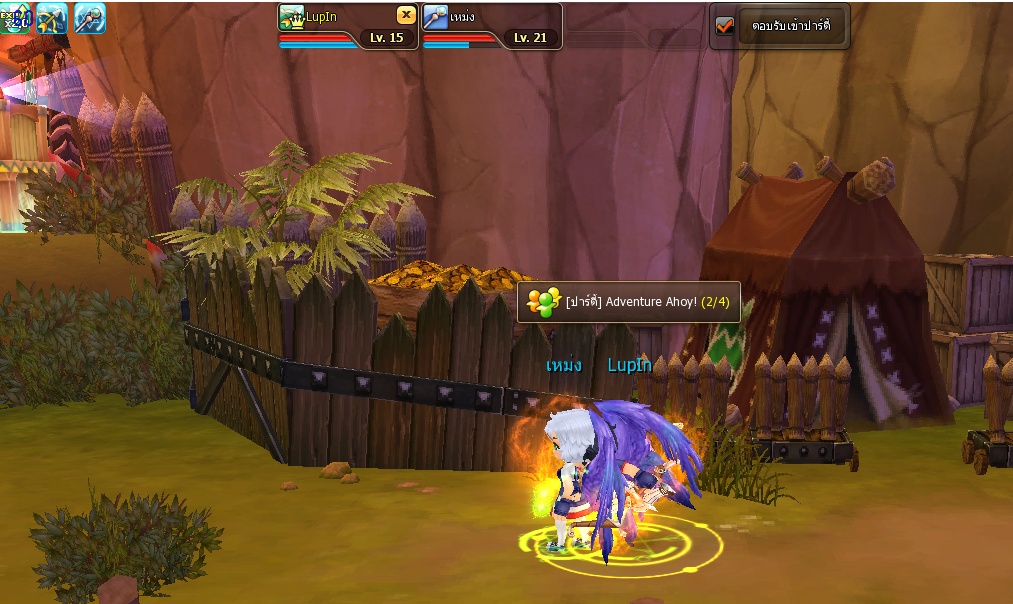 EXP
LupIn
Lv. 15
เหม่ง
Lv. 21
ตอบรับเข้าปาร์ตี้
[ปาร์ตี้] Adventure Ahoy! (2/4)
เหม่ง
LupIn